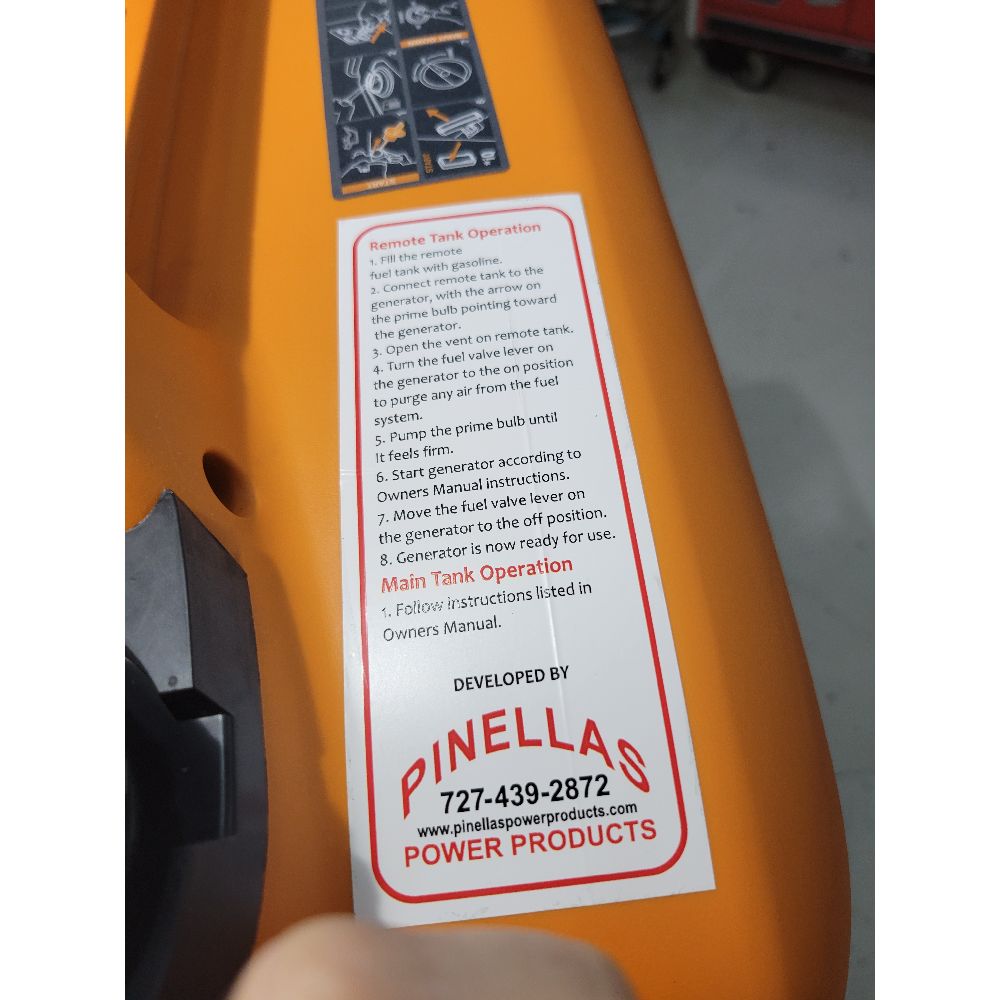 START
Remote Tank Operation
1. Fill the remote
fuel tank with gasoline.
2. Connect remote tank to the
generator, with the arrow on
the prime bulb pointing toward
the generator.
3. Open the vent on remote tank.
4. Turn the fuel valve lever on
the generator to the on position
to purge any air from the fuel
system.
5. Pump the prime bulb until
It feels firm.
6. Start generator according to
Owners Manual instructions.
7. Move the fuel valve lever on
the generator to the off position.
8. Generator is now ready for use.
Main Tank Operation
1. Follow instructions listed in
Owners Manual.
DEVELOPED BY
PINELLAS
727-439-2872
www.pinellaspowerproducts.com
POWER PRODUCTS